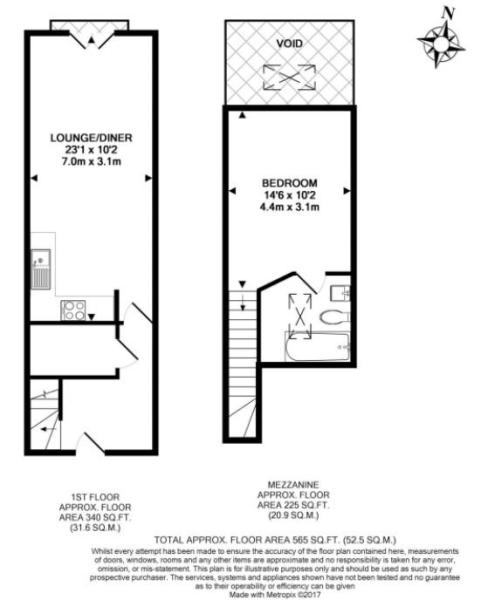 N
VOID
LOUNGE/DINER
23'1 x 10'2
7.0m x 3.1m
BEDROOM
14'6 x 10'2
4.4m x 3.1m
1ST FLOOR
APPROX. FLOOR
AREA 340 SQ.FT.
(31.6 SQ.M.)
MEZZANINE
APPROX. FLOOR
AREA 225 SQ.FT.
(20.9 SQ.M.)
TOTAL APPROX. FLOOR AREA 565 SQ.FT. (52.5 SQ.M.)
Whilst every attempt has been made to ensure the accuracy of the floor plan contained here, measurements
of doors, windows, rooms and any other items are approximate and no responsibility is taken for any error,
omission, or mis-statement. This plan is for illustrative purposes only and should be used as such by any
prospective purchaser. The services, systems and appliances shown have not been tested and no guarantee
as to their operability or efficiency can be given
Made with Metropix ©2017